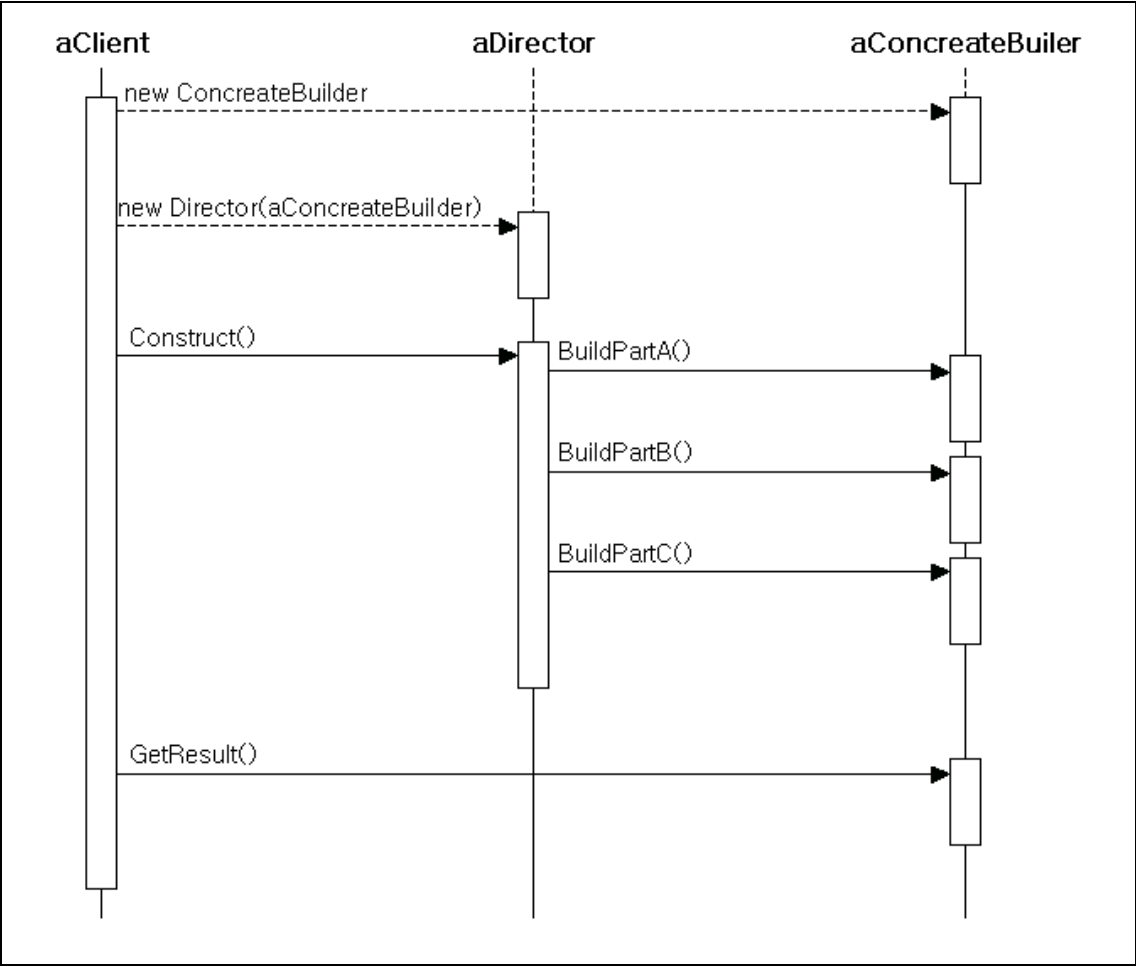 aClient aDirector aConcreateBuiler
new ConcreateBuilder
new Director(aConcreateBuilder)
Construct()
BuildPartA()
BuildPartB()
BuildPartC()
GetResult()